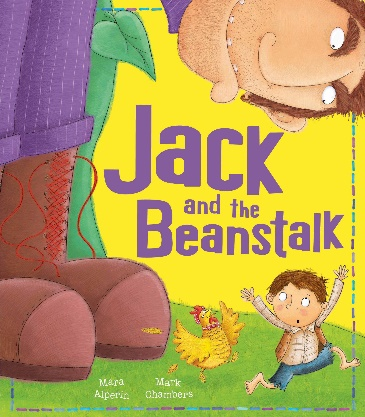 Jack
and the
Beanstalk
Mara
Alperin
Mark
Chambers